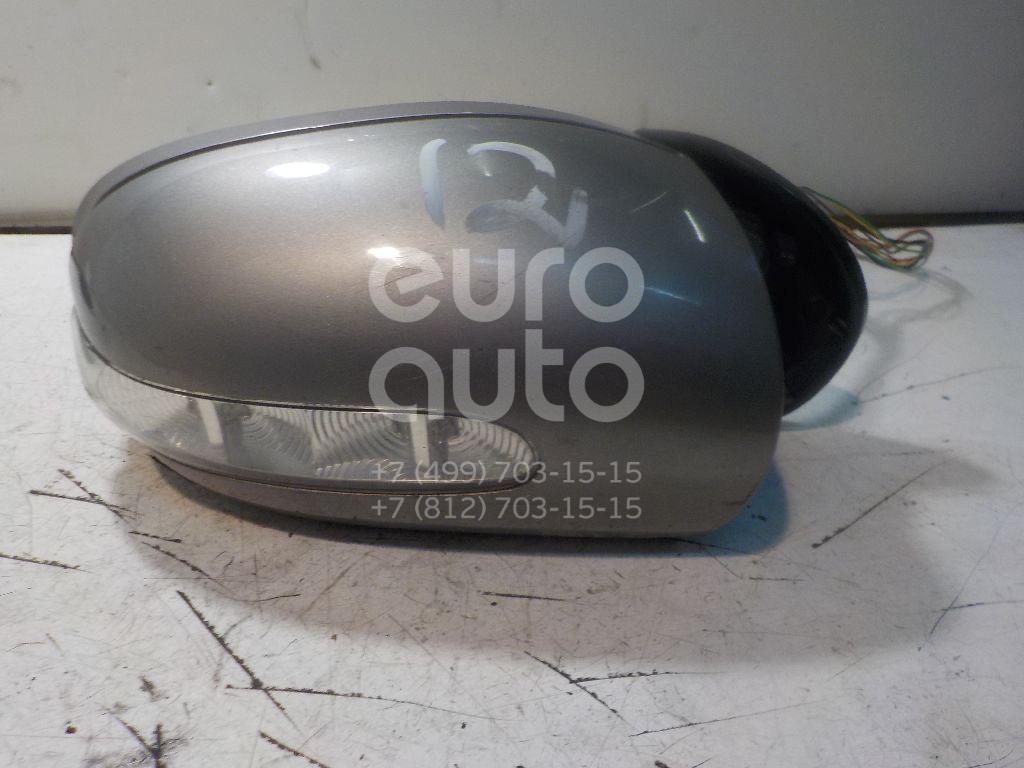 12
euro
auto
+7 (499) 703-15-15
+7 (812) 703-15-15